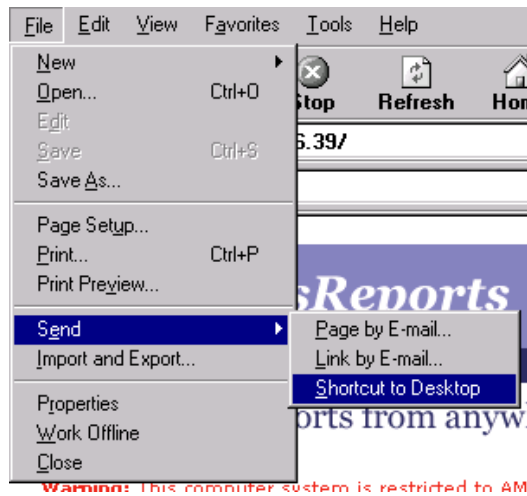 File Edit View Favorites Tools Help
New
Open... Ctrl+O
Edit
Save Ctrl+S
Save As...
Page Setup...
Print... Ctrl+P
Print Preview...
Send
Import and Export...
Properties
Work Offline
Close
Page by E-mail...
Link by E-mail...
Shortcut to Desktop
Stop Refresh Hom
6.39/
sReports
orts from anyw
Warning: This computer system is restricted to AM